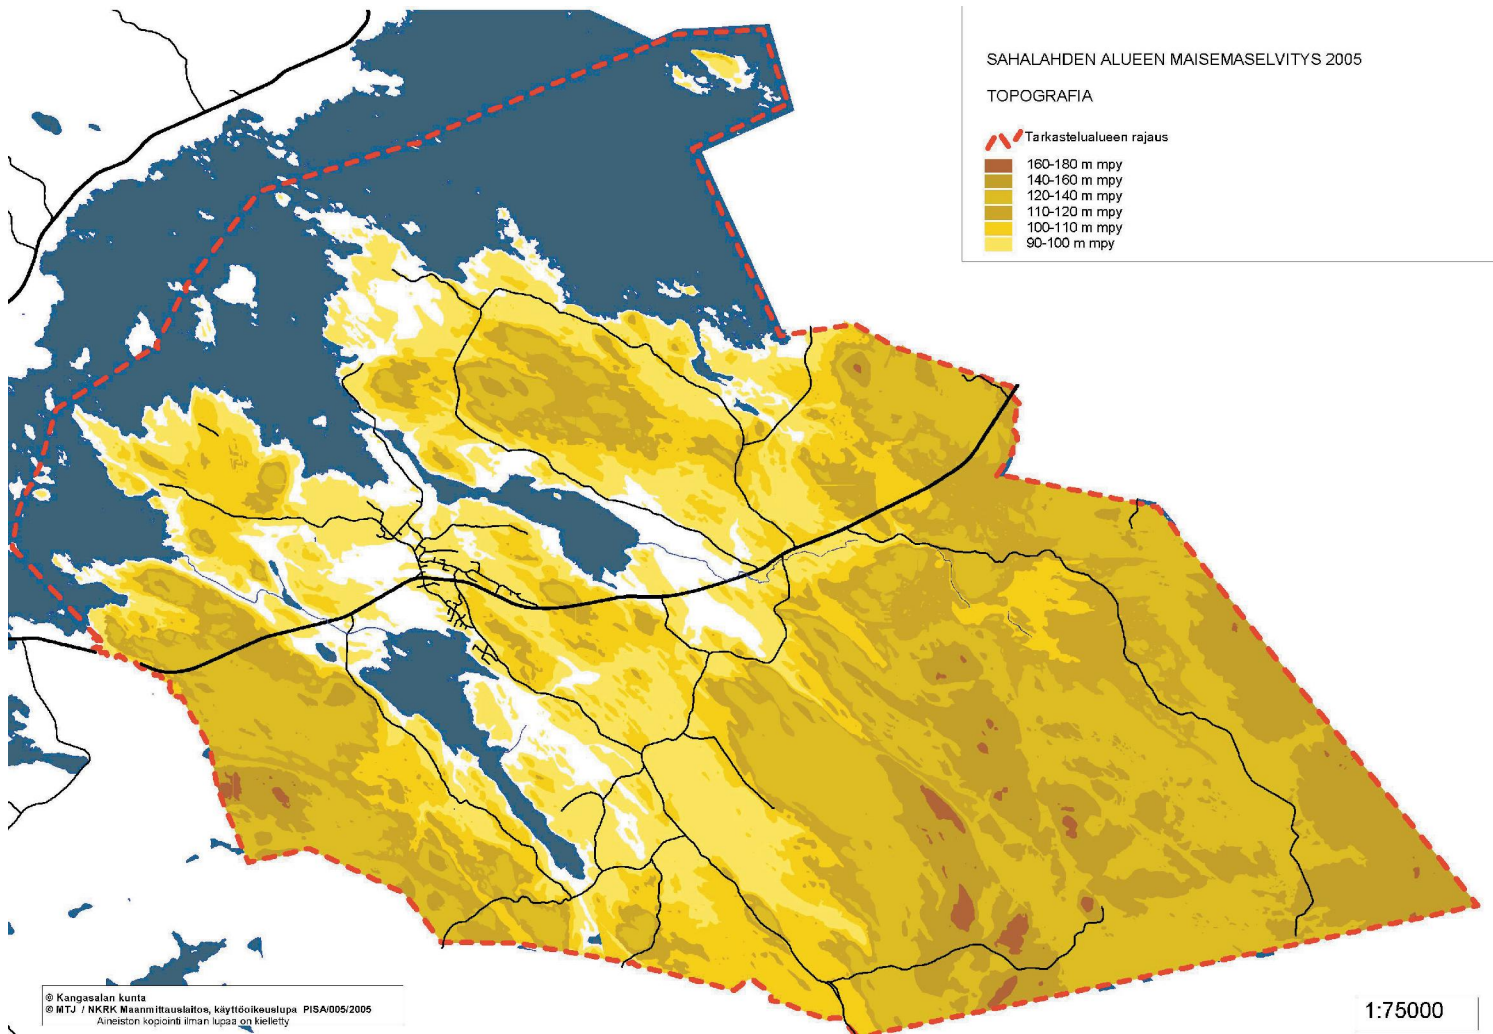 SAHALAHDEN ALUEEN MAISEMASELVITYS 2005
TOPOGRAFIA
Tarkastelualueen rajaus
160-180 m mpy
140-160 m mpy
120-140 m mpy
110-120 m mpy
100-110 m mpy
90-100 m mpy
© Kangasalan kunta
© MTJ / NKRK Maanmittauslaitos, käyttöoikeuslupa PISA/005/2005
Aineiston kopiointi ilman lupaa on kielletty
1:75000